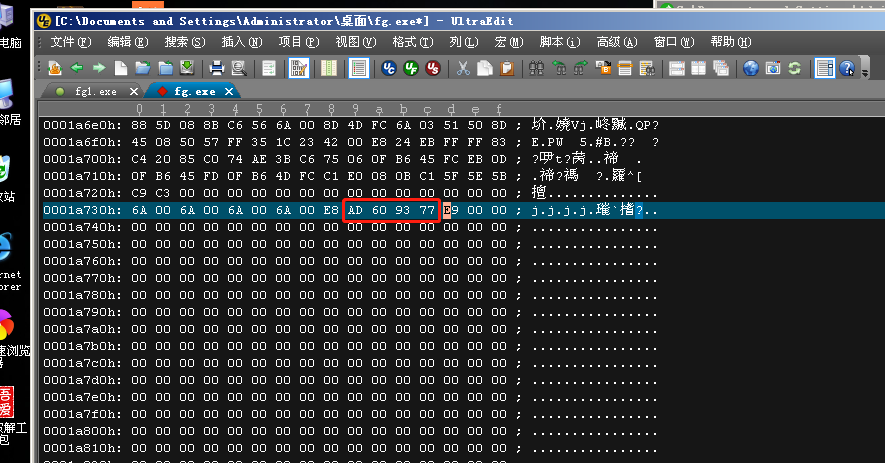 [C:\Documents and Settings\Administrator\桌面\fg.exe*] - UltraEdit
电脑
文件(F) 编辑(E) 搜索(S) 插入(N) 项目(P) 视图(V) 格式(T) 列(L) 宏(M) 脚本(i) 高级(A) 窗口(W) 帮助(H)
fg1.exe fg.exe
0 1 2 3 4 5 6 7 8 9 a b c d e f
邻居
0001a6e0h: 88 5D 08 8B C6 56 6A 00 8D 4D FC 6A 03 51 50 8D ;
0001a6f0h: 45 08 50 57 FF 35 1C 23 42 00 E8 24 EB FF FF 83 ; E.PW 5.#B.?? ?
0001a700h: C4 20 85 C0 74 AE 3B C6 75 06 0F B6 45 FC EB 0D ;
0001a710h: 0F B6 45 FD 0F B6 4D FC C1 E0 08 0B C1 5F 5E 5B ;
0001a720h: C9 C3 00 00 00 00 00 00 00 00 00 00 00 00 00 00 ;
0001a730h: 6A 00 6A 00 6A 00 6A 00 E8 AD 60 93 77 E9 00 00 ;
0001a740h: 00 00 00 00 00 00 00 00 00 00 00 00 00 00 00 00 ; ................
0001a750h: 00 00 00 00 00 00 00 00 00 00 00 00 00 00 00 00 ; ................
0001a760h: 00 00 00 00 00 00 00 00 00 00 00 00 00 00 00 00 ; ................
0001a770h: 00 00 00 00 00 00 00 00 00 00 00 00 00 00 00 00 ; ................
0001a780h: 00 00 00 00 00 00 00 00 00 00 00 00 00 00 00 00 ; ................
0001a790h: 00 00 00 00 00 00 00 00 00 00 00 00 00 00 00 00 ; ................
0001a7a0h: 00 00 00 00 00 00 00 00 00 00 00 00 00 00 00 00 ; ................
0001a7b0h: 00 00 00 00 00 00 00 00 00 00 00 00 00 00 00 00 ; ................
0001a7c0h: 00 00 00 00 00 00 00 00 00 00 00 00 00 00 00 00 ; ................
0001a7d0h: 00 00 00 00 00 00 00 00 00 00 00 00 00 00 00 00 ; ................
0001a7e0h: 00 00 00 00 00 00 00 00 00 00 00 00 00 00 00 00 ; ................
0001a7f0h: 00 00 00 00 00 00 00 00 00 00 00 00 00 00 00 00 ; ................
0001a800h: 00 00 00 00 00 00 00 00 00 00 00 00 00 00 00 00 ; ................
0001a810h: 00 00 00 00 00 00 00 00 00 00 00 00 00 00 00 00 ; ................
收站
ernet
orer
速浏览
器
吾爱
破解工
包